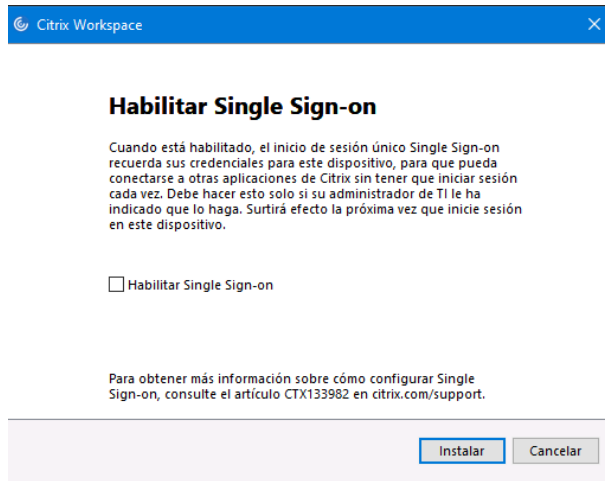 Citrix Workspace
Habilitar Single Sign-on
Cuando está habilitado, el inicio de sesión único Single Sign-on
recuerda sus credenciales para este dispositivo, para que pueda
conectarse a otras aplicaciones de Citrix sin tener que iniciar sesión
cada vez. Debe hacer esto solo si su administrador de TI le ha
indicado que lo haga. Surtirá efecto la próxima vez que inicie sesión
en este dispositivo.
Habilitar Single Sign-on
Para obtener más información sobre cómo configurar Single
Sign-on, consulte el artículo CTX133982 en citrix.com/support.
Instalar Cancelar